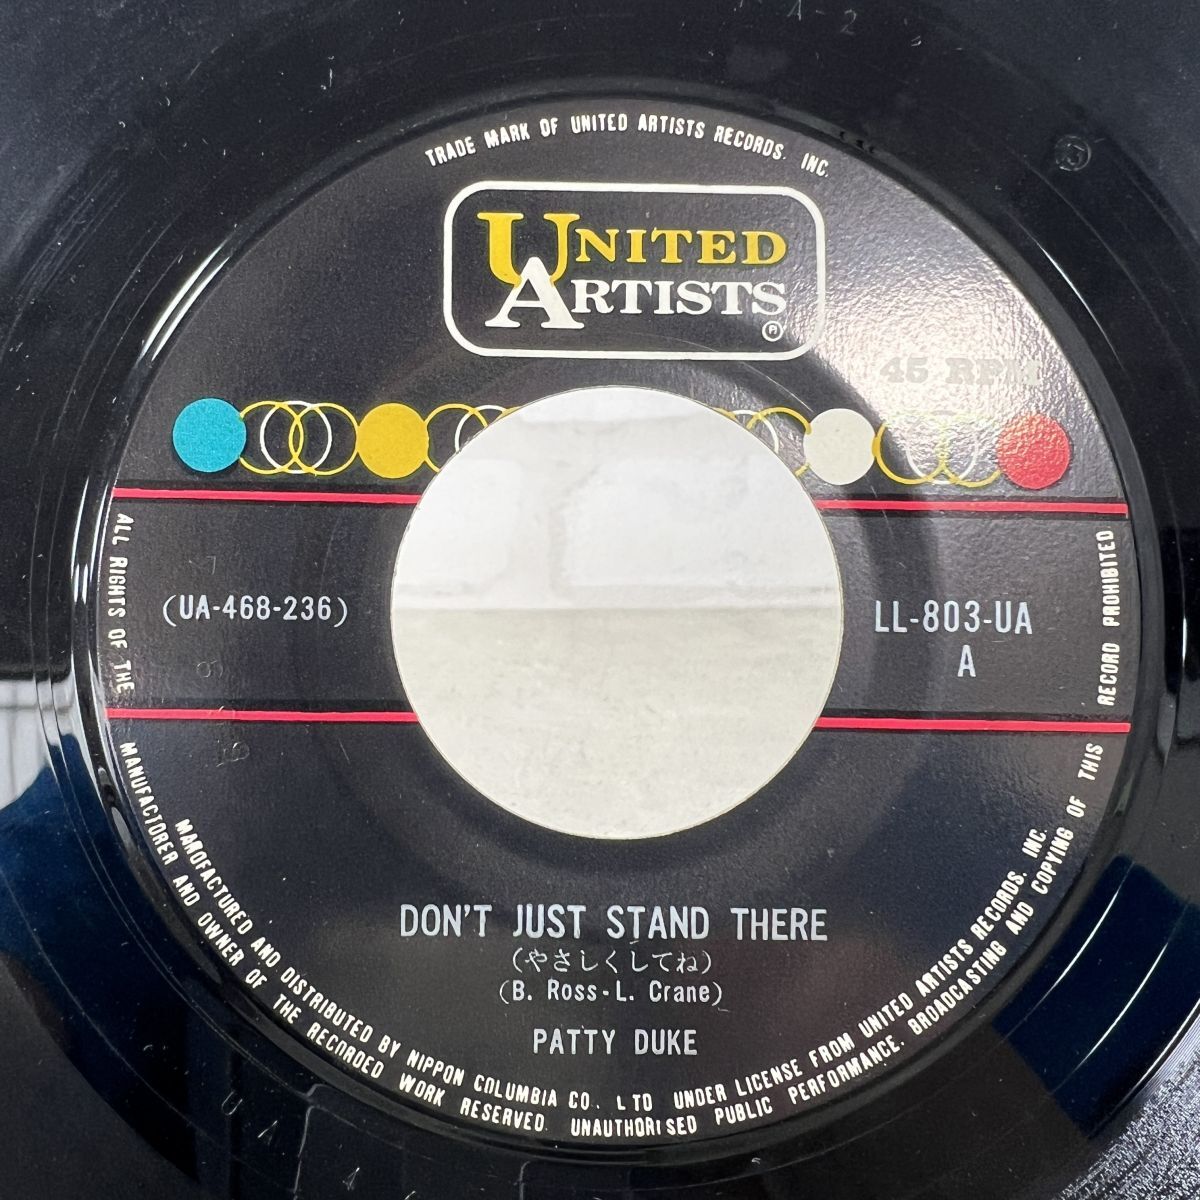 TRADE MARK OF UNITED ARTISTS RECORDS, INC.
UNITED
ARTISTS
®
45 RPM
(UA-468-236)
LL-803-UA
A
DON'T JUST STAND THERE
(やさしくしてね)
(B. Ross-L. Crane)
PATTY DUKE
MANUFACTURED AND DISTRIBUTED BY NIPPON COLUMBIA CO., LTD UNDER LICENSE FROM UNITED ARTISTS RECORDS, INC.
ALL RIGHTS OF THE MANUFACTORER AND OWNER OF THE RECORDED WORK RESERVED. UNAUTHORISED PUBLIC PERFORMANCE, BROADCASTING AND COPYING OF THIS RECORD PROHIBITED
A-2
3